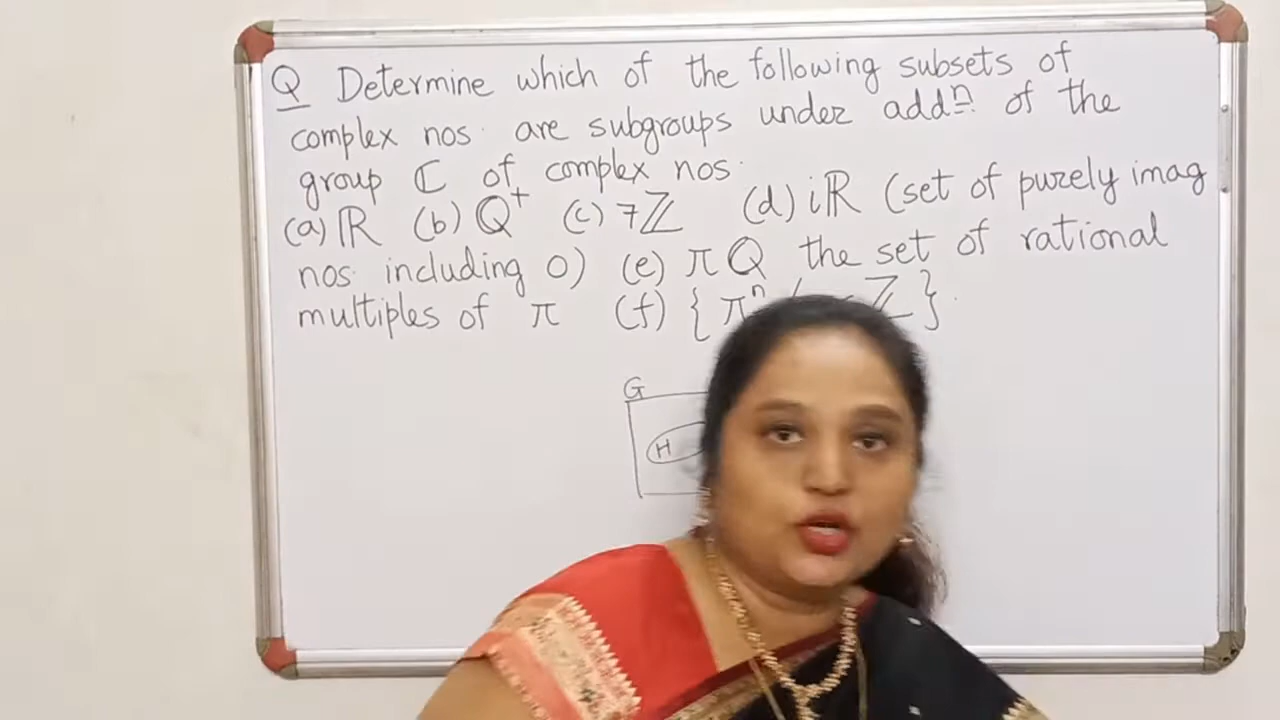 Q Determine which of the following subsets of
complex nos. are subgroups under addⁿ. of the
group ℂ of complex nos.
(a) ℝ (b) ℚ⁺ (c) 7ℤ (d) iℝ (set of purely imag
nos. including 0) (e) πℚ the set of rational
multiples of π (f) { πⁿ / ℤ }.
G
H